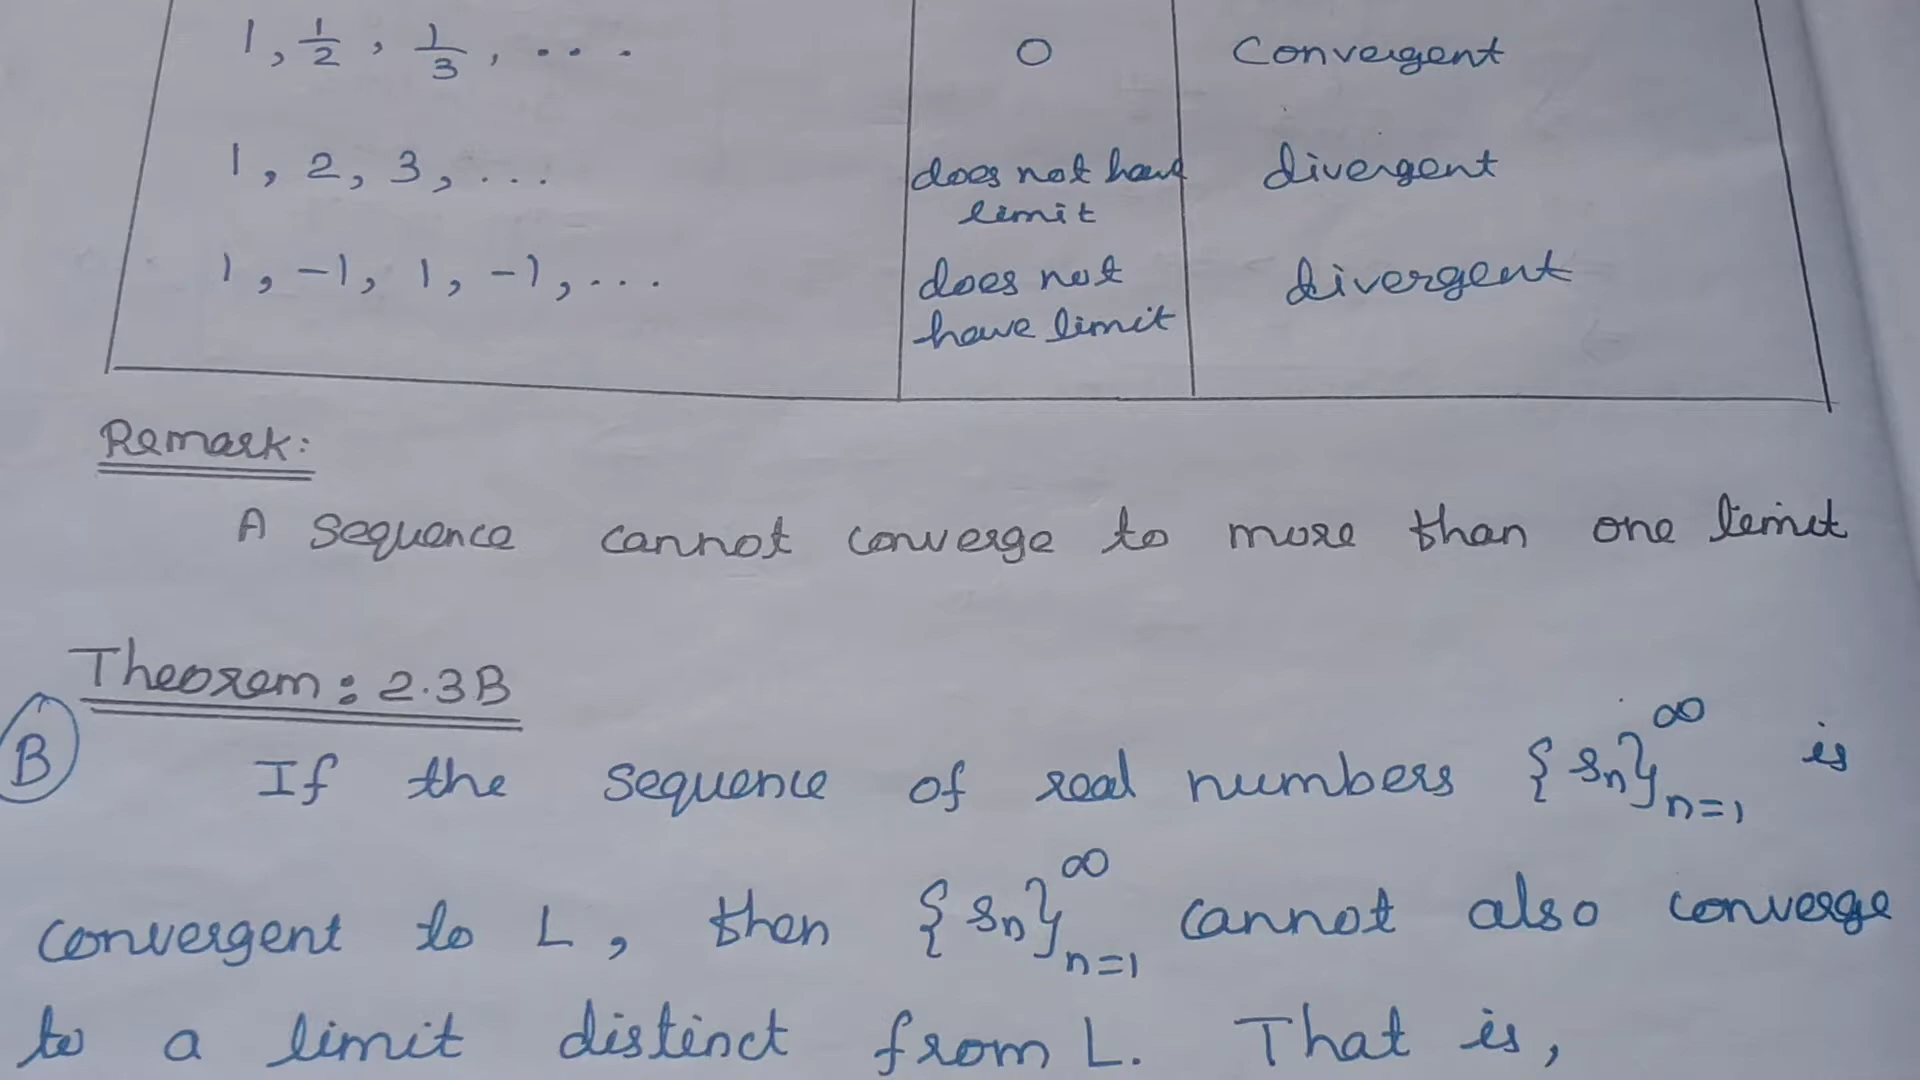 1, 1/2, 1/3, ... 0 Convergent
1, 2, 3, ... does not have limit divergent
1, -1, 1, -1, ... does not have limit divergent
Remark:
A sequence cannot converge to more than one limit
Theorem: 2.3B
B If the sequence of real numbers {sn}∞n=1 is
convergent to L, then {sn}∞n=1 cannot also converge
to a limit distinct from L. That is,